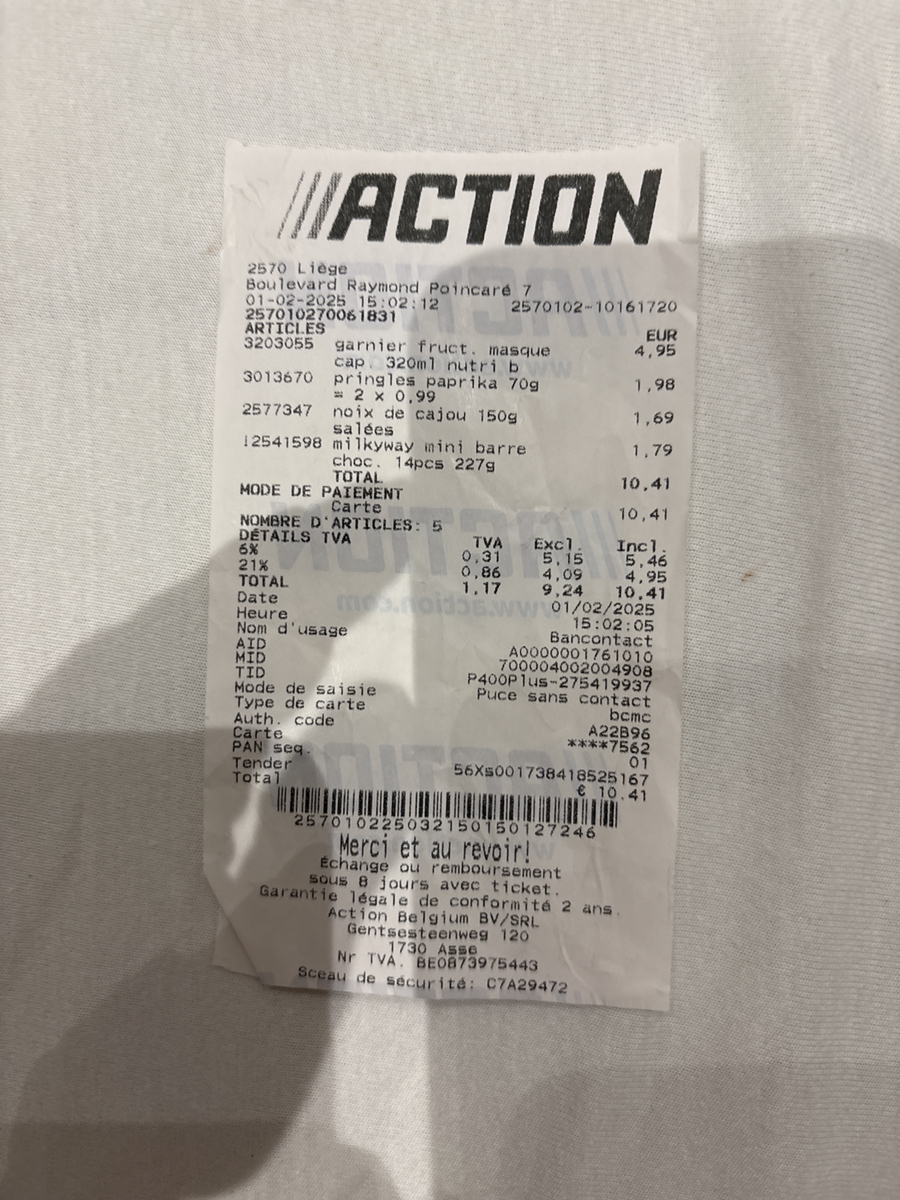 ///ACTION
2570 Liège
Boulevard Raymond Poincaré 7
01-02-2025 15:02:12 2570102-10161720
257010270061831
ARTICLES EUR
3203055 garnier fruct. masque 4,95
cap. 320ml nutri b
3013670 pringles paprika 70g 1,98
= 2 x 0,99
2577347 noix de cajou 150g 1,69
salées
!2541598 milkyway mini barre 1,79
choc. 14pcs 227g
TOTAL 10,41
MODE DE PAIEMENT
Carte 10,41
NOMBRE D'ARTICLES: 5
DÉTAILS TVA TVA Excl. Incl.
6% 0,31 5,15 5,46
21% 0,86 4,09 4,95
TOTAL 1,17 9,24 10,41
Date 01/02/2025
Heure 15:02:05
Nom d'usage Bancontact
AID A0000001761010
MID 700004002004908
TID P400Plus-275419937
Mode de saisie Puce sans contact
Type de carte bcmc
Auth. code A22B96
Carte ****7562
PAN seq. 01
Tender 56Xs001738418525167
Total € 10.41
257010225032150150127246
Merci et au revoir!
Échange ou remboursement
sous 8 jours avec ticket.
Garantie légale de conformité 2 ans.
Action Belgium BV/SRL
Gentsesteenweg 120
1730 Asse
Nr TVA. BE0873975443
Sceau de sécurité: C7A29472